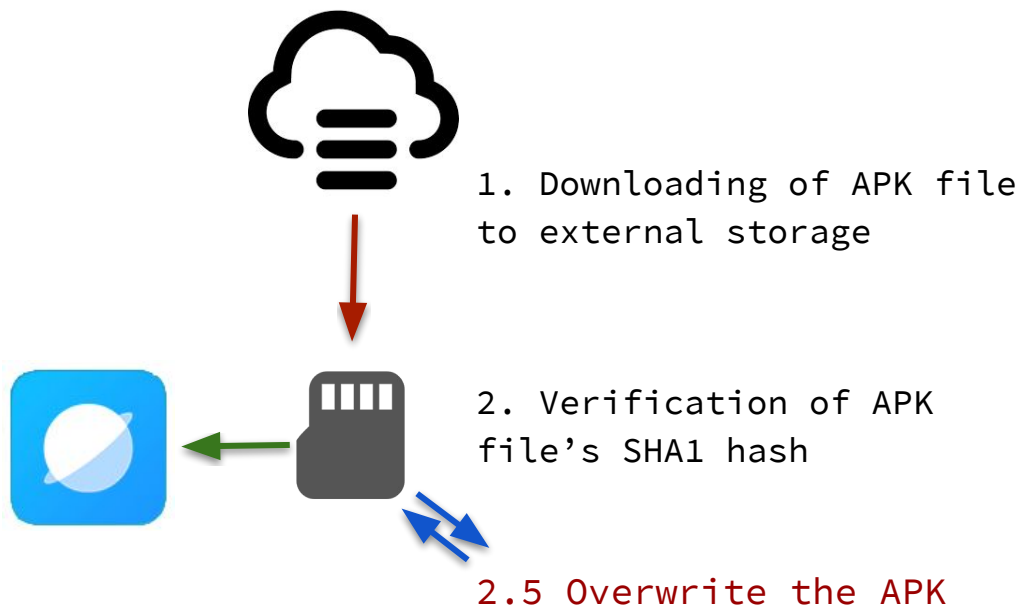 1. Downloading of APK file
to external storage
2. Verification of APK
file’s SHA1 hash
2.5 Overwrite the APK